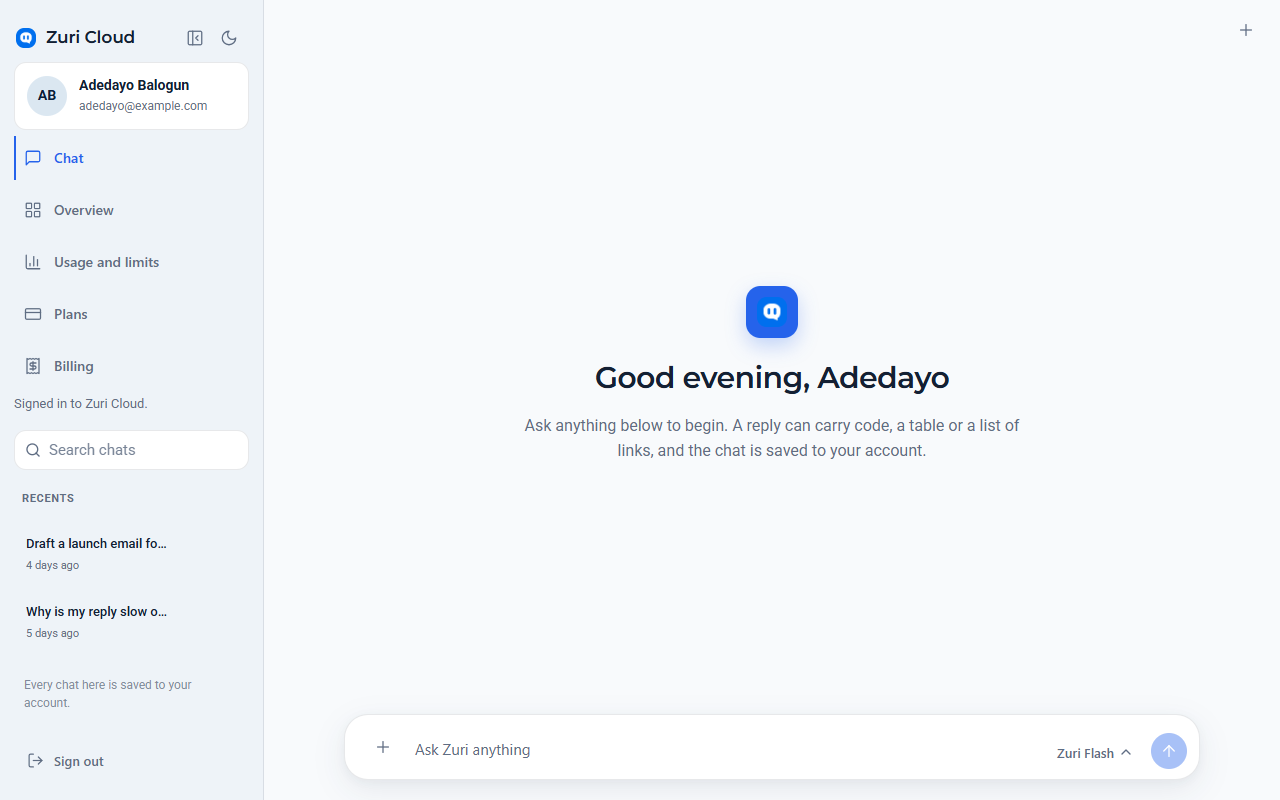 Zuri Cloud
AB
Adedayo Balogun
adedayo@example.com
Chat
Overview
Usage and limits
Plans
Billing
Signed in to Zuri Cloud.
Search chats
RECENTS
Draft a launch email fo...
4 days ago
Why is my reply slow o...
5 days ago
Every chat here is saved to your
account.
Sign out
Good evening, Adedayo
Ask anything below to begin. A reply can carry code, a table or a list of
links, and the chat is saved to your account.
Ask Zuri anything
Zuri Flash